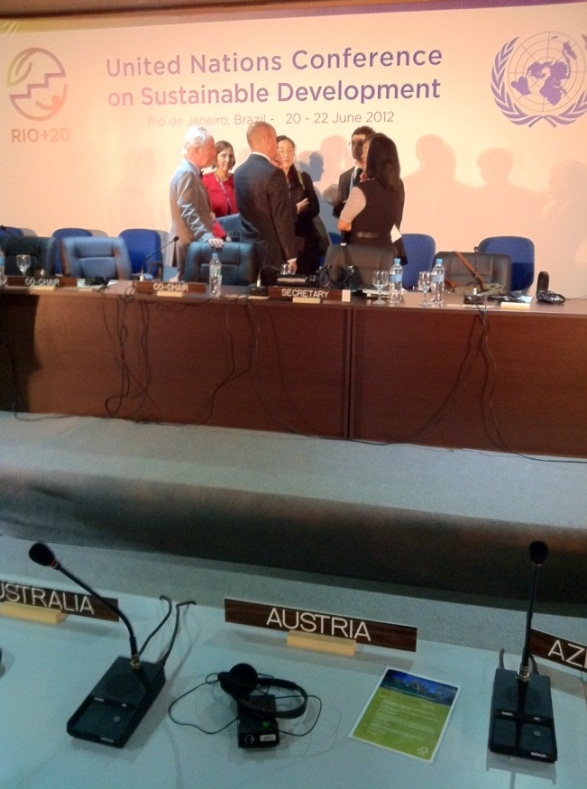 United Nations Conference
on Sustainable Development
Rio de Janeiro, Brazil - 20 - 22 June 2012
RIO+20
CO-CHAIR
CO-CHAIR
SECRETARY
USTRALIA
AUSTRIA
AZ